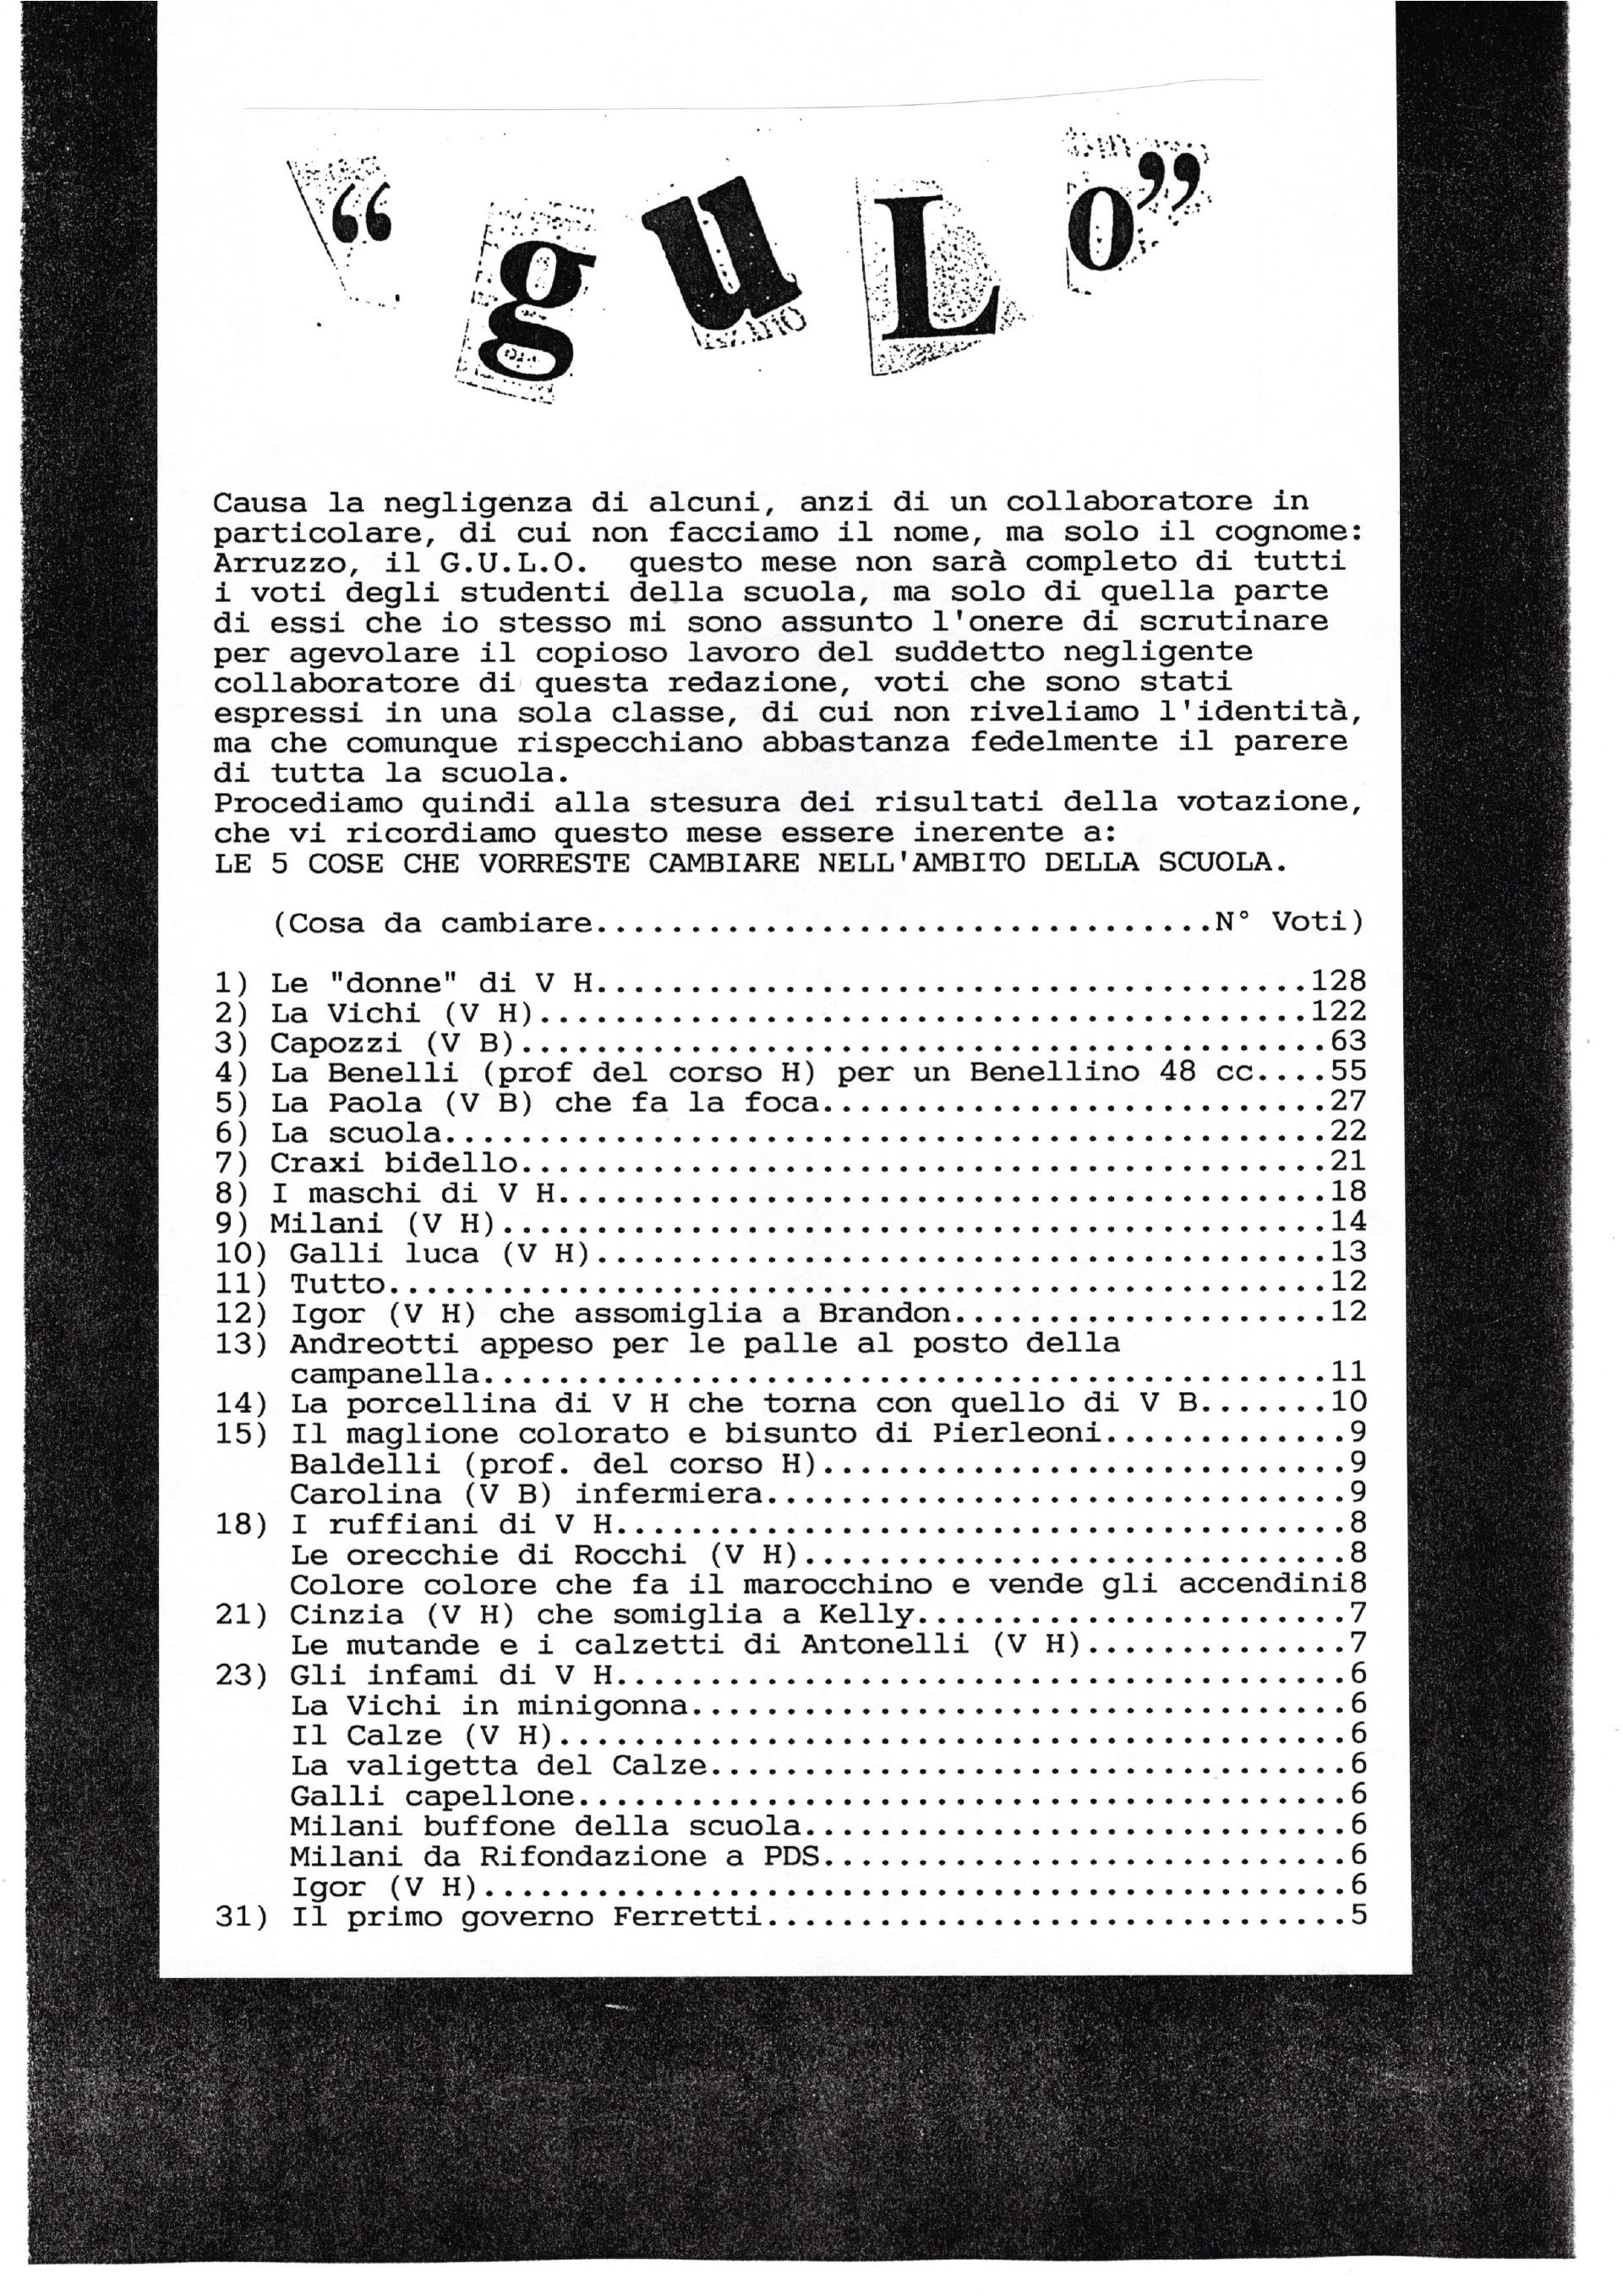 “guLo”
Causa la negligenza di alcuni, anzi di un collaboratore in
particolare, di cui non facciamo il nome, ma solo il cognome:
Arruzzo, il G.U.L.O.  questo mese non sarà completo di tutti
i voti degli studenti della scuola, ma solo di quella parte
di essi che io stesso mi sono assunto l'onere di scrutinare
per agevolare il copioso lavoro del suddetto negligente
collaboratore di questa redazione, voti che sono stati
espressi in una sola classe, di cui non riveliamo l'identità,
ma che comunque rispecchiano abbastanza fedelmente il parere
di tutta la scuola.
Procediamo quindi alla stesura dei risultati della votazione,
che vi ricordiamo questo mese essere inerente a:
LE 5 COSE CHE VORRESTE CAMBIARE NELL'AMBITO DELLA SCUOLA.
(Cosa da cambiare.................................N° Voti)
1) Le "donne" di V H......................................128
2) La Vichi (V H).........................................122
3) Capozzi (V B)...........................................63
4) La Benelli (prof del corso H) per un Benellino 48 cc....55
5) La Paola (V B) che fa la foca...........................27
6) La scuola...............................................22
7) Craxi bidello...........................................21
8) I maschi di V H.........................................18
9) Milani (V H)............................................14
10) Galli luca (V H).......................................13
11) Tutto..................................................12
12) Igor (V H) che assomiglia a Brandon....................12
13) Andreotti appeso per le palle al posto della
campanella.............................................11
14) La porcellina di V H che torna con quello di V B.......10
15) Il maglione colorato e bisunto di Pierleoni.............9
Baldelli (prof. del corso H)............................9
Carolina (V B) infermiera...............................9
18) I ruffiani di V H.......................................8
Le orecchie di Rocchi (V H).............................8
Colore colore che fa il marocchino e vende gli accendini8
21) Cinzia (V H) che somiglia a Kelly.......................7
Le mutande e i calzetti di Antonelli (V H)..............7
23) Gli infami di V H.......................................6
La Vichi in minigonna...................................6
Il Calze (V H)..........................................6
La valigetta del Calze..................................6
Galli capellone.........................................6
Milani buffone della scuola.............................6
Milani da Rifondazione a PDS............................6
Igor (V H)..............................................6
31) Il primo governo Ferretti...............................5